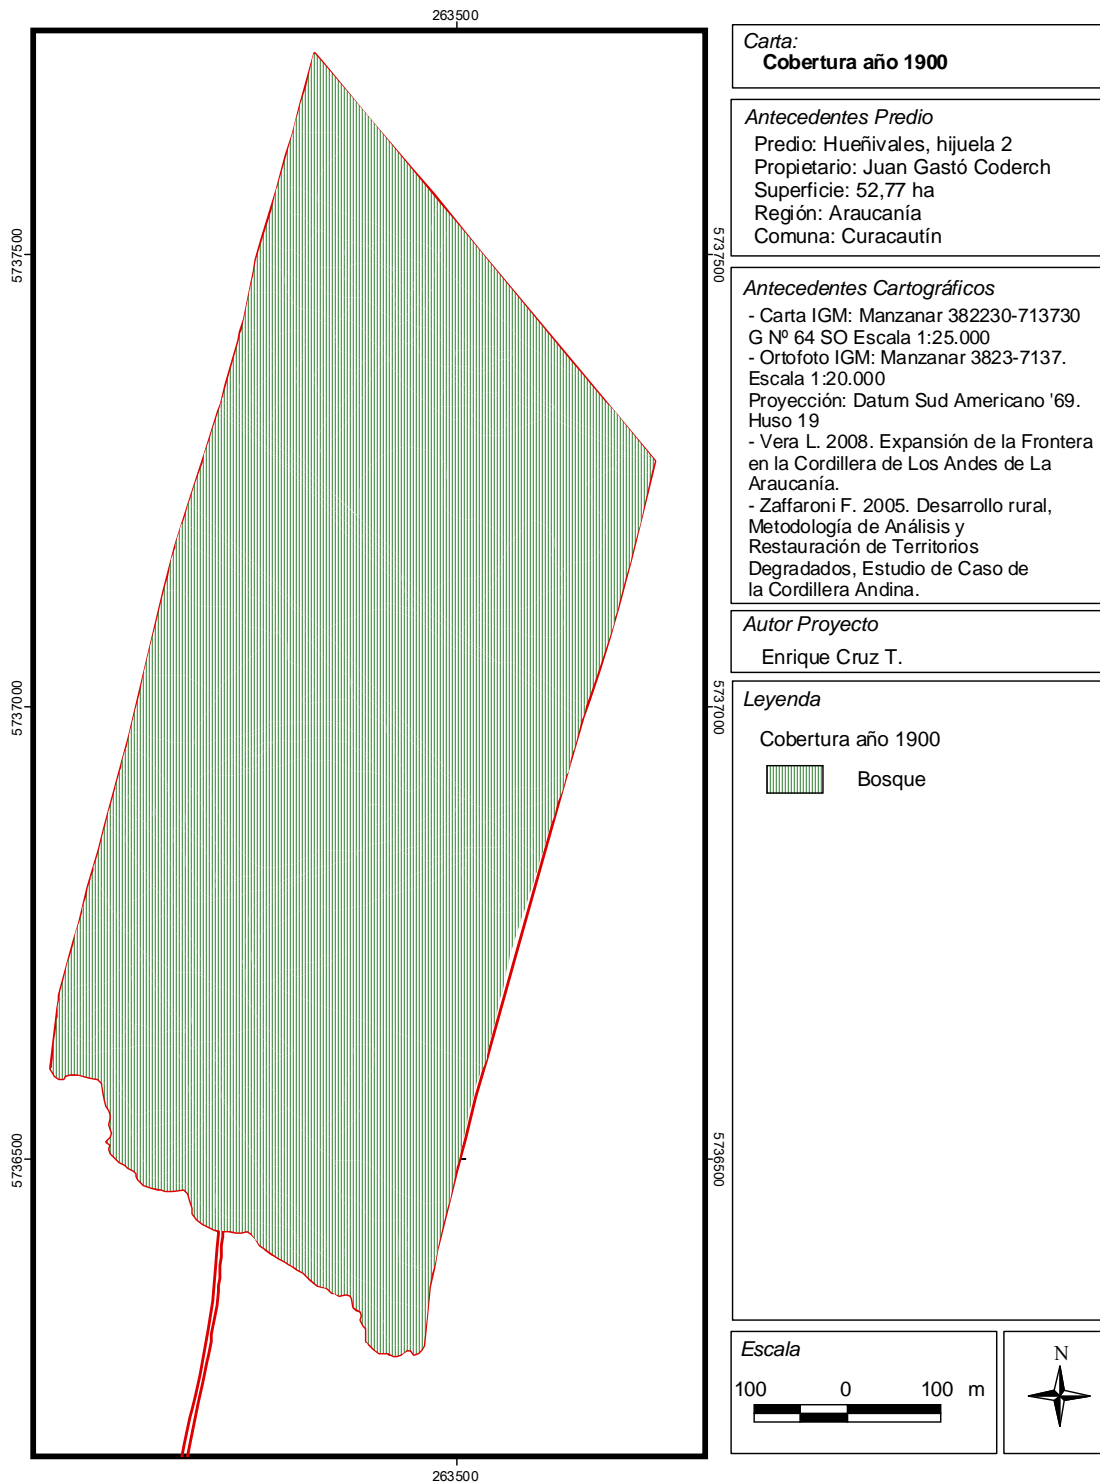 263500
Carta:
Cobertura año 1900
Antecedentes Predio
Predio: Hueñivales, hijuela 2
Propietario: Juan Gastó Coderch
Superficie: 52,77 ha
Región: Araucanía
Comuna: Curacautín
5737500
5737500
Antecedentes Cartográficos
- Carta IGM: Manzanar 382230-713730
G Nº 64 SO Escala 1:25.000
- Ortofoto IGM: Manzanar 3823-7137.
Escala 1:20.000
Proyección: Datum Sud Americano '69.
Huso 19
- Vera L. 2008. Expansión de la Frontera
en la Cordillera de Los Andes de La
Araucanía.
- Zaffaroni F. 2005. Desarrollo rural,
Metodología de Análisis y
Restauración de Territorios
Degradados, Estudio de Caso de
la Cordillera Andina.
Autor Proyecto
Enrique Cruz T.
5737000
5737000
Leyenda
Cobertura año 1900
Bosque
5736500
5736500
Escala
100 0 100 m
N
263500